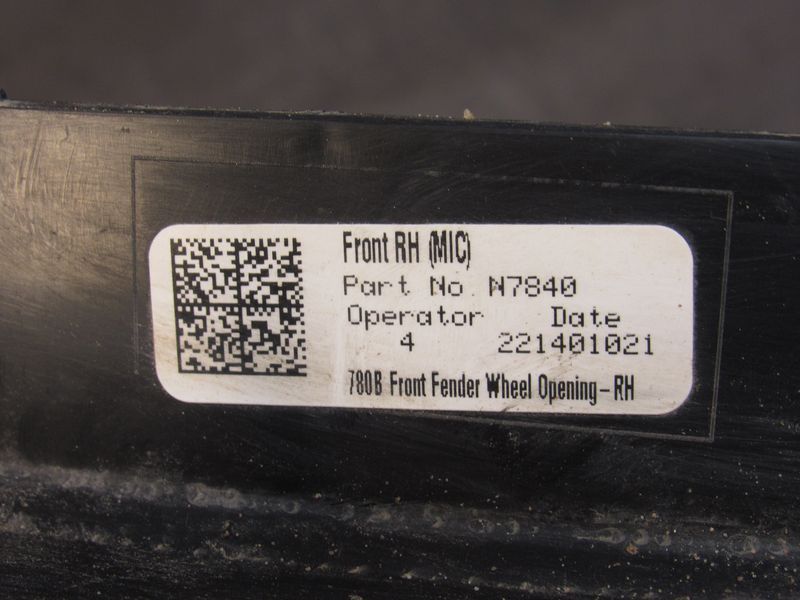 Front RH (MIC)
Part No N7840
Operator Date
4 221401021
780B Front Fender Wheel Opening-RH